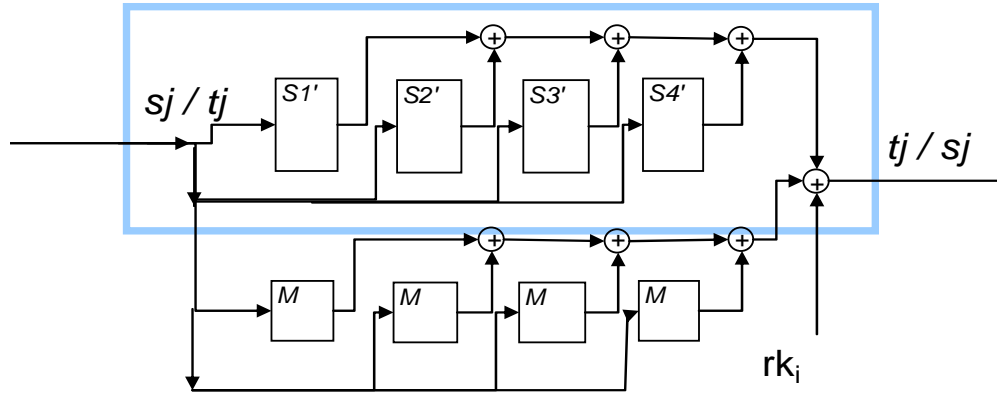 S1'
S2'
S3'
S4'
sj / tj
tj / sj
+
+
+
+
+
+
+
M
M
M
M
rkᵢ